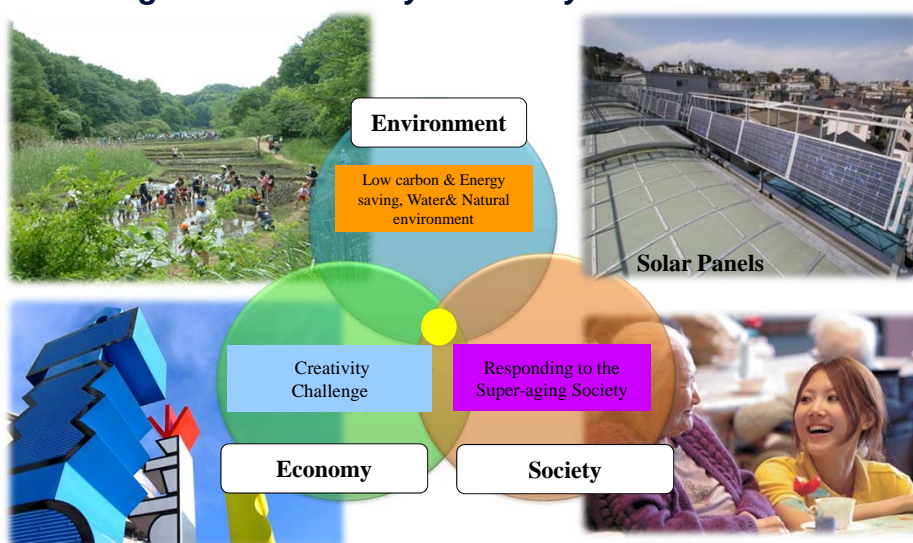 Environment
Low carbon & Energy
saving, Water& Natural
environment
Solar Panels
Creativity
Challenge
Responding to the
Super-aging Society
Economy
Society